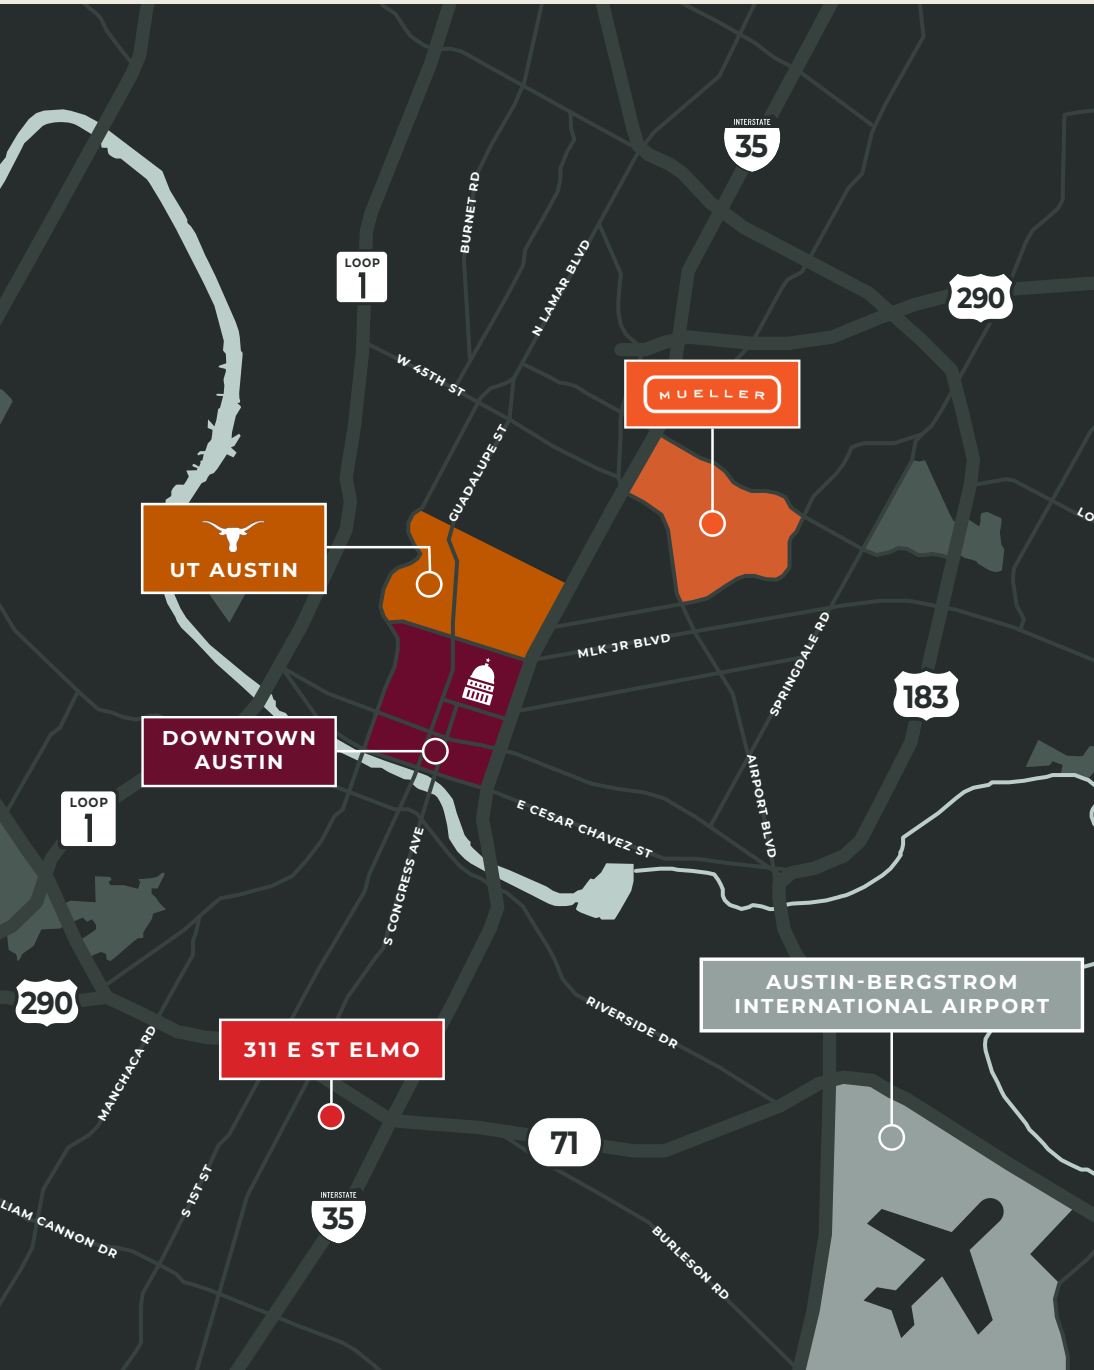 INTERSTATE
35
BURNET RD
LOOP
1
N LAMAR BLVD
290
W 45TH ST
MUELLER
GUADALUPE ST
LO
UT AUSTIN
MLK JR BLVD
SPRINGDALE RD
183
DOWNTOWN
AUSTIN
AIRPORT BLVD
LOOP
1
E CESAR CHAVEZ ST
S CONGRESS AVE
290
AUSTIN-BERGSTROM
INTERNATIONAL AIRPORT
RIVERSIDE DR
MANCHACA RD
311 E ST ELMO
71
S 1ST ST
INTERSTATE
35
LIAM CANNON DR
BURLESON RD